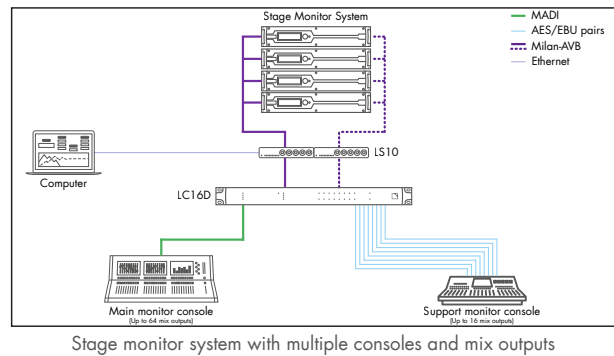 Stage Monitor System
MADI
AES/EBU pairs
Milan-AVB
Ethernet
LS10
Computer
LC16D
Main monitor console
(Up to 64 mix outputs)
Support monitor console
(Up to 16 mix outputs)
Stage monitor system with multiple consoles and mix outputs